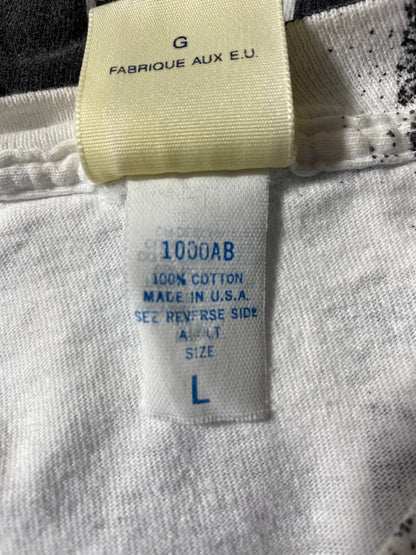 G
FABRIQUE AUX E.U.
1000AB
100% COTTON
MADE IN U.S.A.
SEE REVERSE SIDE
SIZE
L